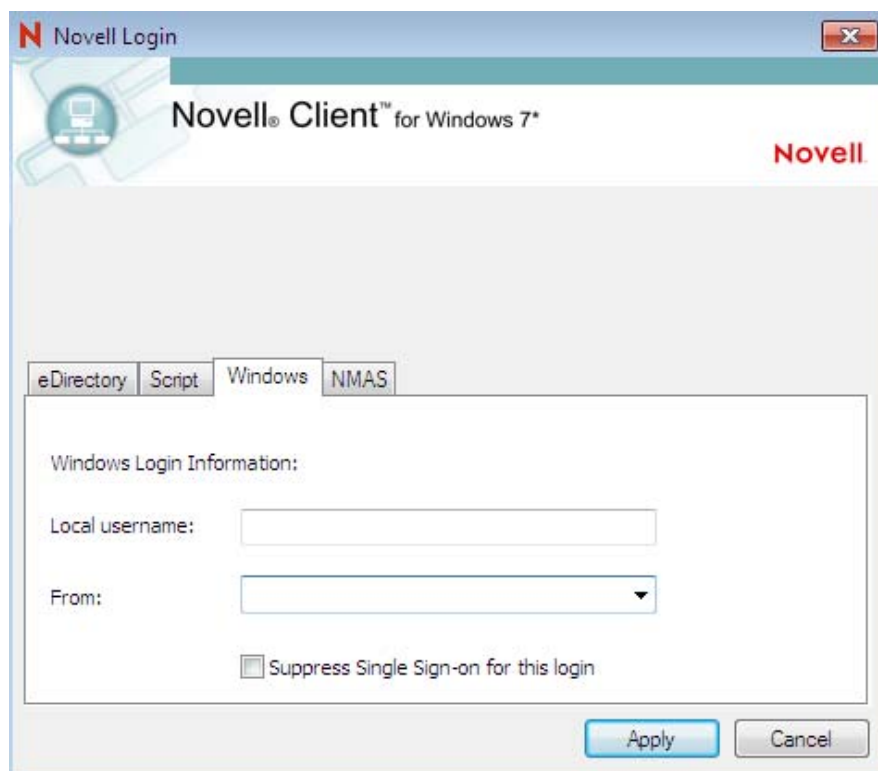 N Novell Login
Novell® Client™ for Windows 7*
Novell.
eDirectory Script Windows NMAS
Windows Login Information:
Local username:
From:
Suppress Single Sign-on for this login
Apply Cancel